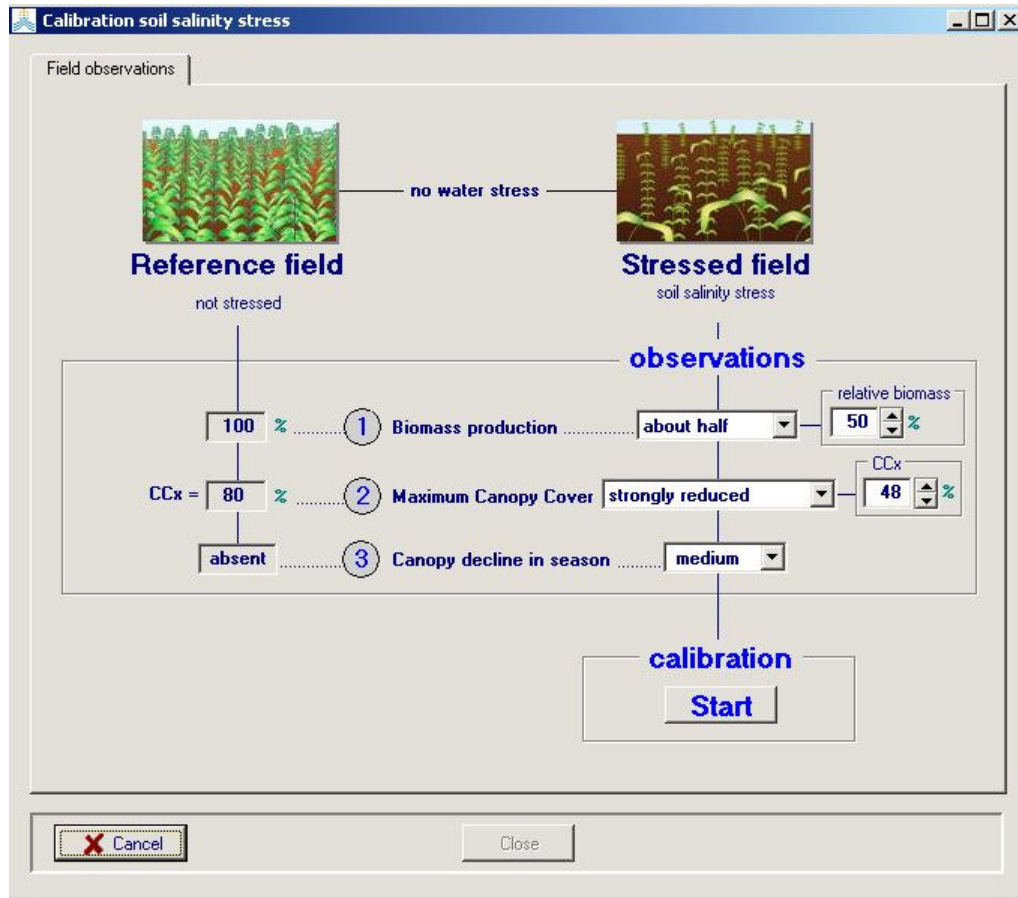 Calibration soil salinity stress
Field observations
no water stress
Reference field
Stressed field
not stressed
soil salinity stress
observations
relative biomass
100 % ........ 1 Biomass production ................ about half 50 %
CCx
CCx = 80 % ........ 2 Maximum Canopy Cover strongly reduced 48 %
absent ............ 3 Canopy decline in season ........ medium
calibration
Start
Cancel
Close